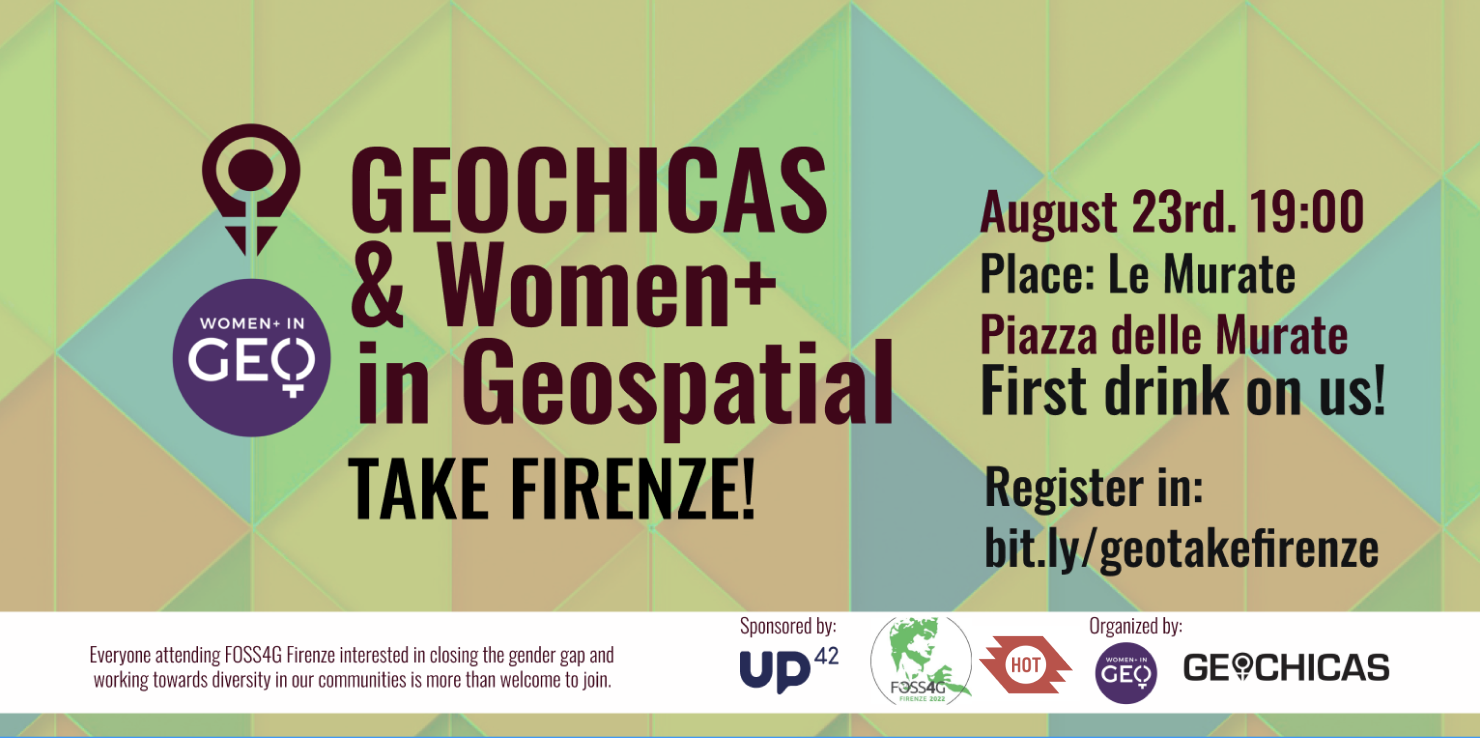 GEOCHICAS
& Women+
in Geospatial
TAKE FIRENZE!
WOMEN+ IN
GEO
August 23rd. 19:00
Place: Le Murate
Piazza delle Murate
First drink on us!
Register in:
bit.ly/geotakefirenze
Everyone attending FOSS4G Firenze interested in closing the gender gap and
working towards diversity in our communities is more than welcome to join.
Sponsored by:
UP42
FOSS4G
FIRENZE 2022
HOT
Organized by:
WOMEN+ IN
GEO
GEOCHICAS